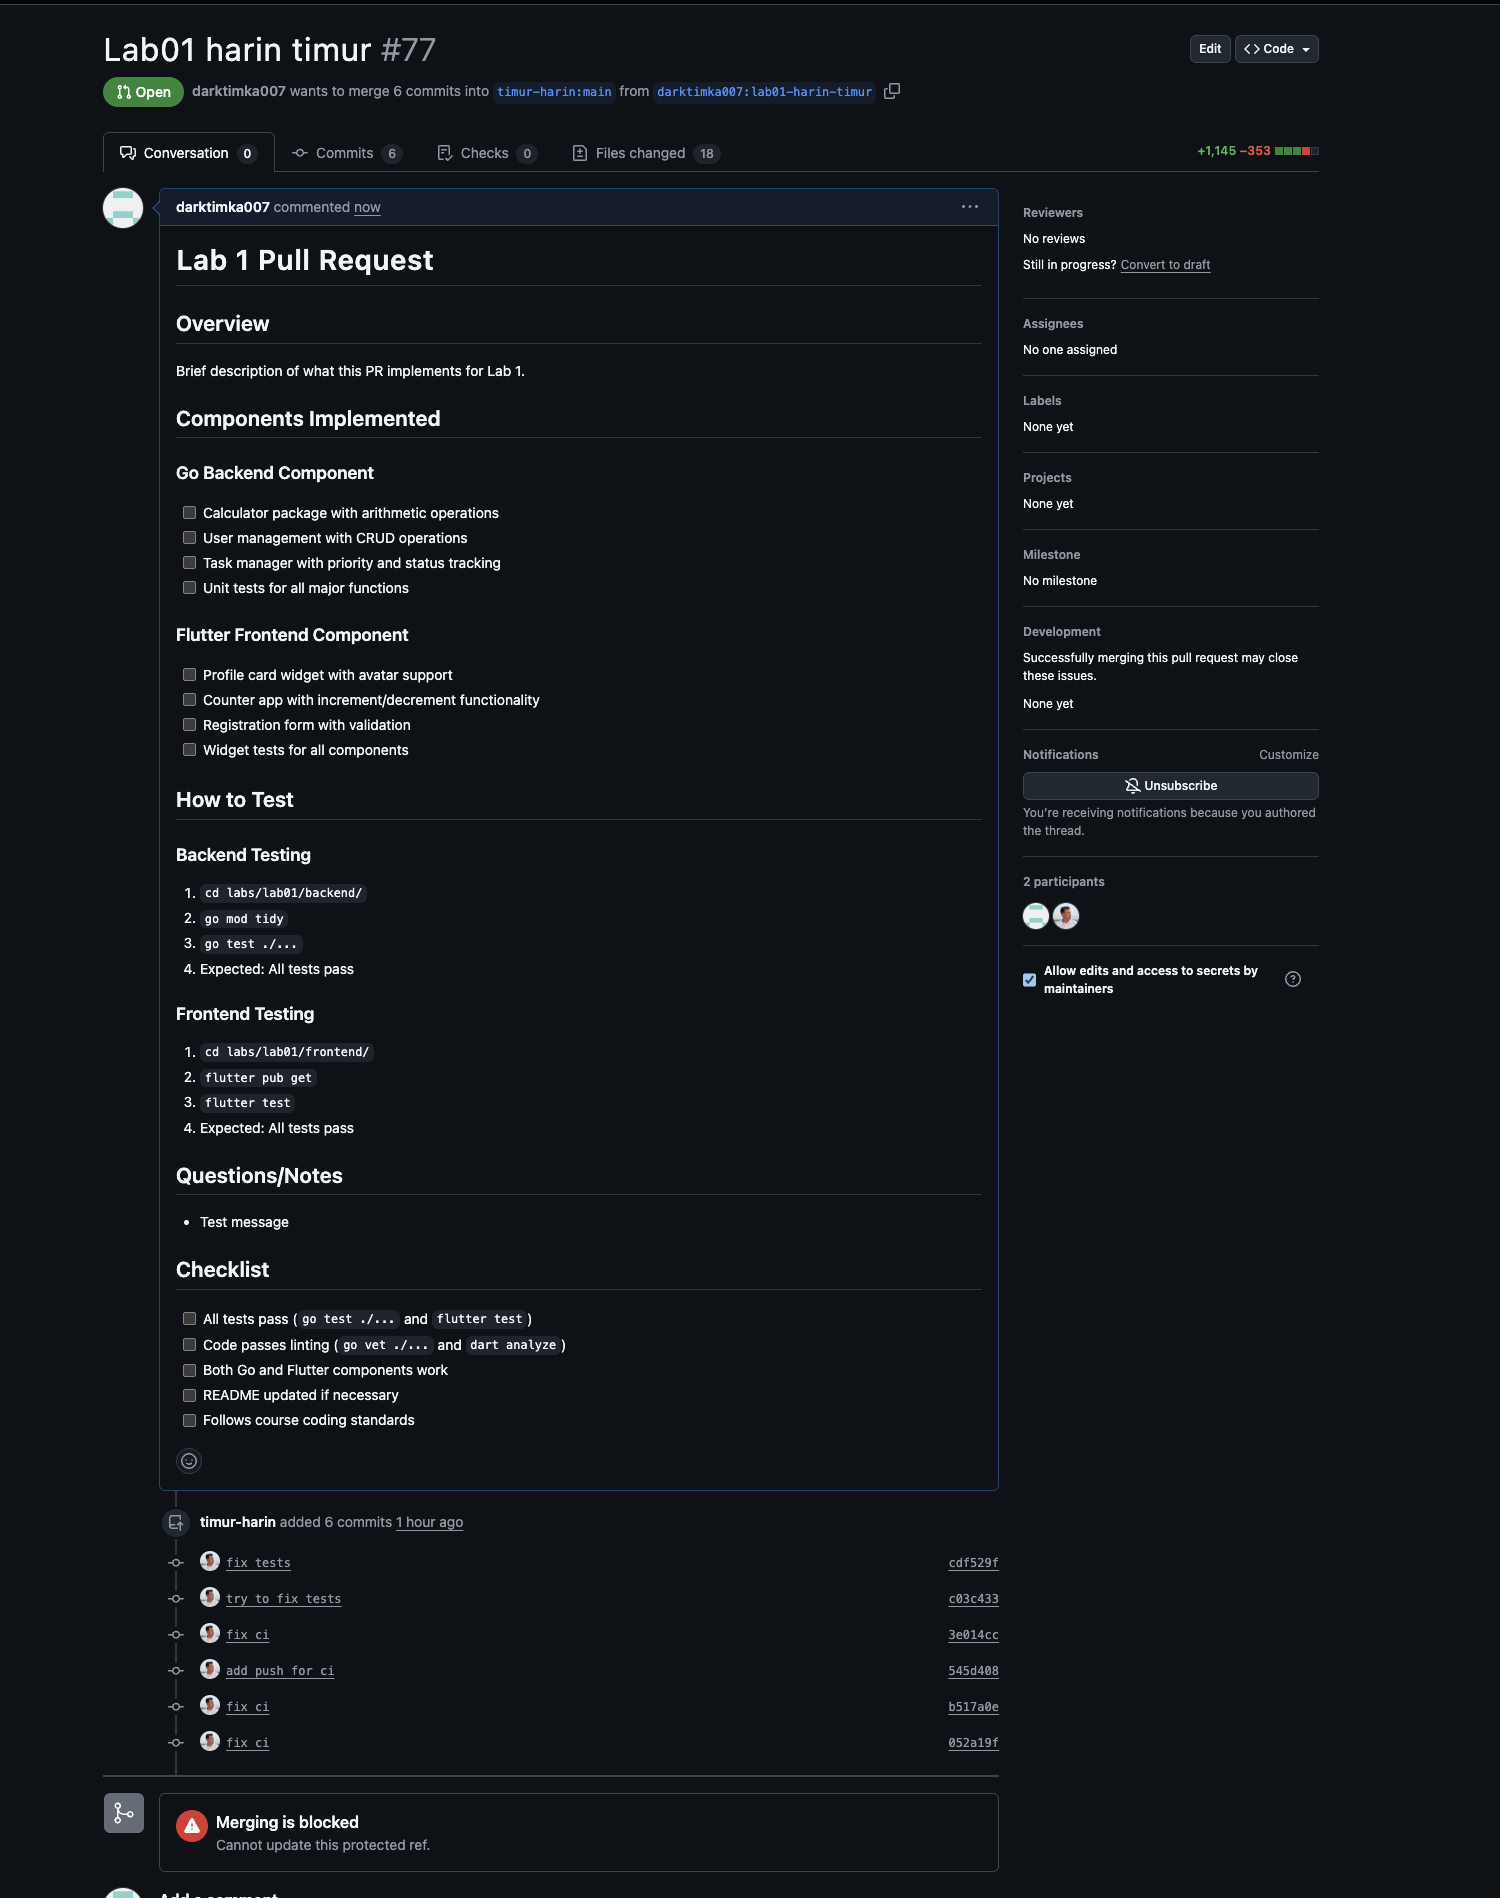 Lab01 harin timur #77
Edit
Code
Open
darktimka007 wants to merge 6 commits into timur-harin:main from darktimka007:lab01-harin-timur
Conversation 0
Commits 6
Checks 0
Files changed 18
+1,145 −353
darktimka007 commented now
Lab 1 Pull Request
Overview
Brief description of what this PR implements for Lab 1.
Components Implemented
Go Backend Component
Calculator package with arithmetic operations
User management with CRUD operations
Task manager with priority and status tracking
Unit tests for all major functions
Flutter Frontend Component
Profile card widget with avatar support
Counter app with increment/decrement functionality
Registration form with validation
Widget tests for all components
How to Test
Backend Testing
1. cd labs/lab01/backend/
2. go mod tidy
3. go test ./...
4. Expected: All tests pass
Frontend Testing
1. cd labs/lab01/frontend/
2. flutter pub get
3. flutter test
4. Expected: All tests pass
Questions/Notes
• Test message
Checklist
All tests pass ( go test ./... and flutter test )
Code passes linting ( go vet ./... and dart analyze )
Both Go and Flutter components work
README updated if necessary
Follows course coding standards
timur-harin added 6 commits 1 hour ago
fix tests cdf529f
try to fix tests c03c433
fix ci 3e014cc
add push for ci 545d408
fix ci b517a0e
fix ci 052a19f
Merging is blocked
Cannot update this protected ref.
Add a comment
Reviewers
No reviews
Still in progress? Convert to draft
Assignees
No one assigned
Labels
None yet
Projects
None yet
Milestone
No milestone
Development
Successfully merging this pull request may close
these issues.
None yet
Notifications
Customize
Unsubscribe
You're receiving notifications because you authored
the thread.
2 participants
Allow edits and access to secrets by
maintainers